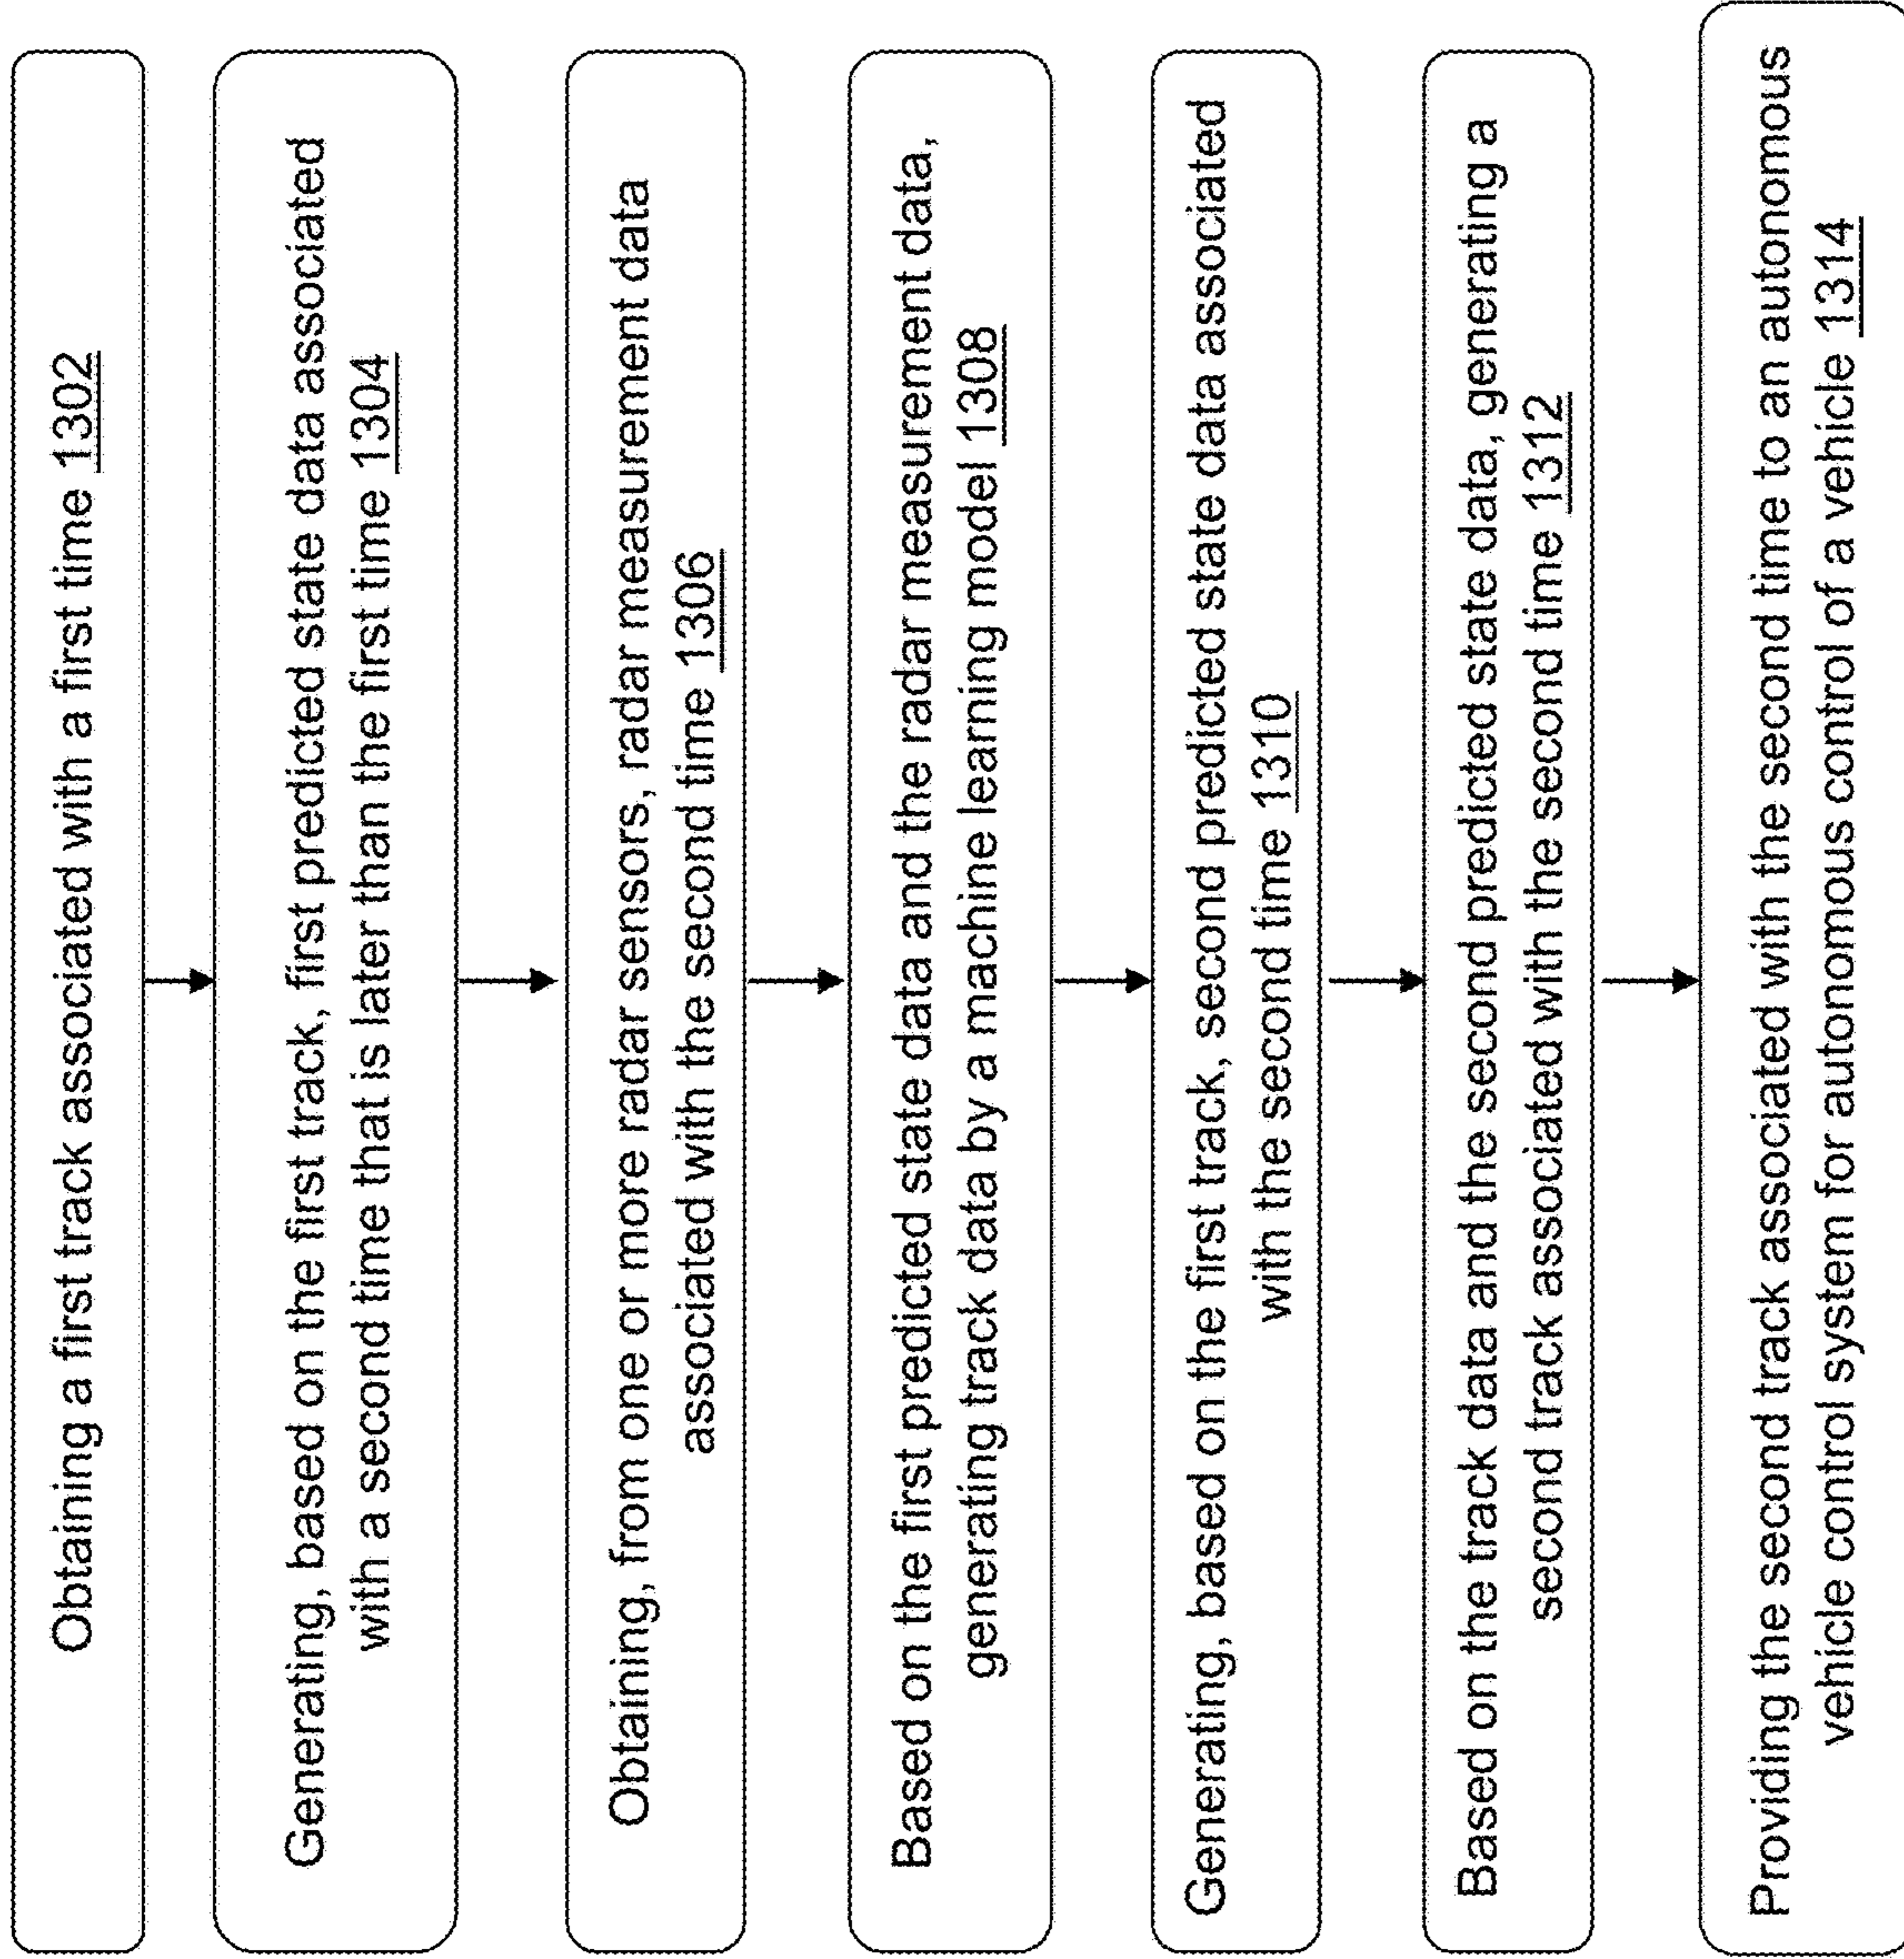 Obtaining a first track associated with a first time 1302
Generating, based on the first track, first predicted state data associated
with a second time that is later than the first time 1304
Obtaining, from one or more radar sensors, radar measurement data
associated with the second time 1306
Based on the first predicted state data and the radar measurement data,
generating track data by a machine learning model 1308
Generating, based on the first track, second predicted state data associated
with the second time 1310
Based on the track data and the second predicted state data, generating a
second track associated with the second time 1312
Providing the second track associated with the second time to an autonomous
vehicle control system for autonomous control of a vehicle 1314